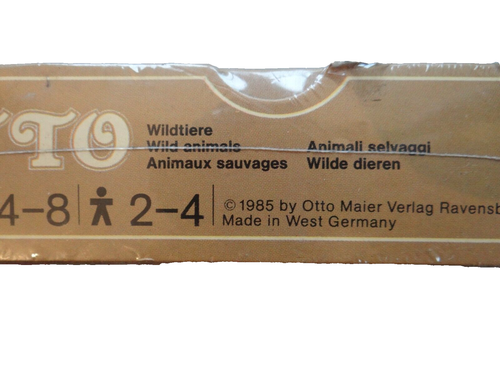 TTO
Wildtiere
Wild animals Animali selvaggi
Animaux sauvages Wilde dieren
4–8 2–4
© 1985 by Otto Maier Verlag Ravensb
Made in West Germany